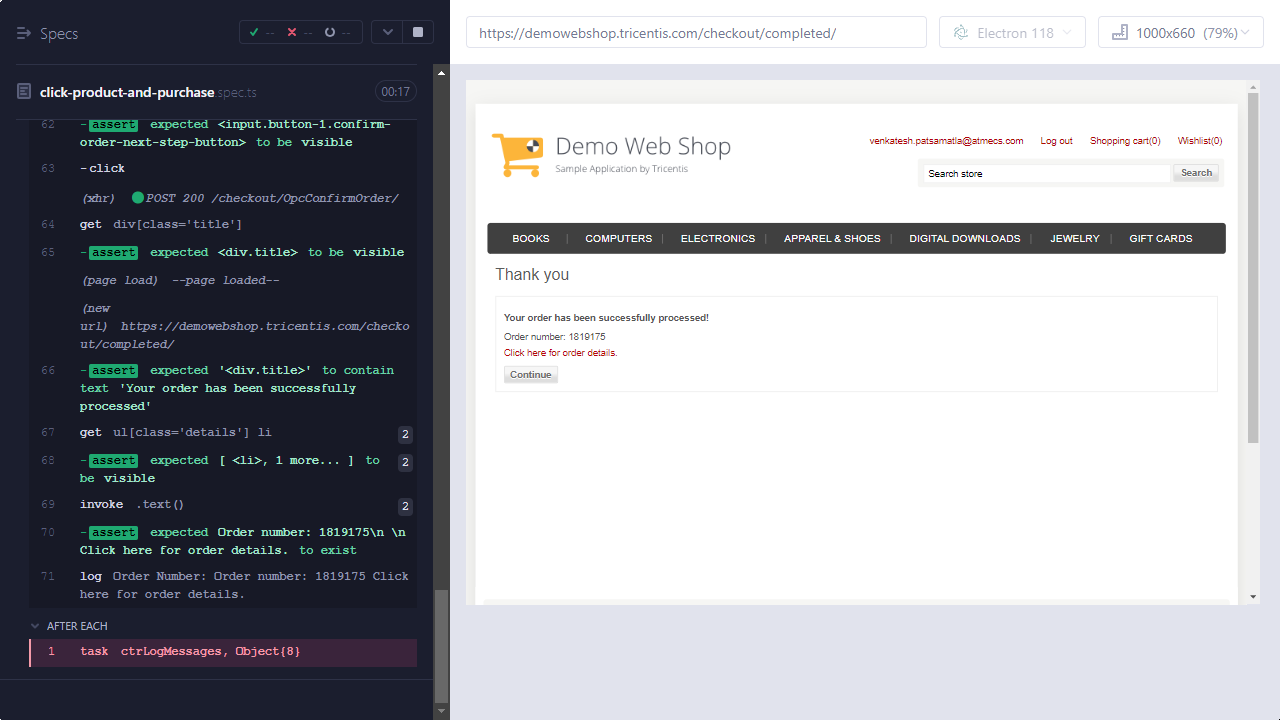 Specs
--
--
--
click-product-and-purchase.spec.ts
00:17
62 -assert expected <input.button-1.confirm-
order-next-step-button> to be visible
63 -click
(xhr) POST 200 /checkout/OpcConfirmOrder/
64 get div[class='title']
65 -assert expected <div.title> to be visible
(page load) --page loaded--
(new
url) https://demowebshop.tricentis.com/checko
ut/completed/
66 -assert expected '<div.title>' to contain
text 'Your order has been successfully
processed'
67 get ul[class='details'] li 2
68 -assert expected [ <li>, 1 more... ] to 2
be visible
69 invoke .text() 2
70 -assert expected Order number: 1819175\n \n
Click here for order details. to exist
71 log Order Number: Order number: 1819175 Click
here for order details.
AFTER EACH
1 task ctrLogMessages, Object{8}
https://demowebshop.tricentis.com/checkout/completed/
Electron 118
1000x660 (79%)
Demo Web Shop
Sample Application by Tricentis
venkatesh.patsamatla@atmecs.com Log out Shopping cart(0) Wishlist(0)
Search store Search
BOOKS | COMPUTERS | ELECTRONICS | APPAREL & SHOES | DIGITAL DOWNLOADS | JEWELRY | GIFT CARDS
Thank you
Your order has been successfully processed!
Order number: 1819175
Click here for order details.
Continue